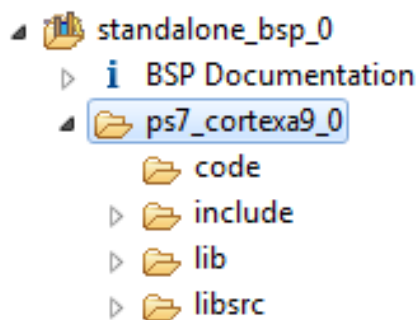 standalone_bsp_0
BSP Documentation
ps7_cortexa9_0
code
include
lib
libsrc